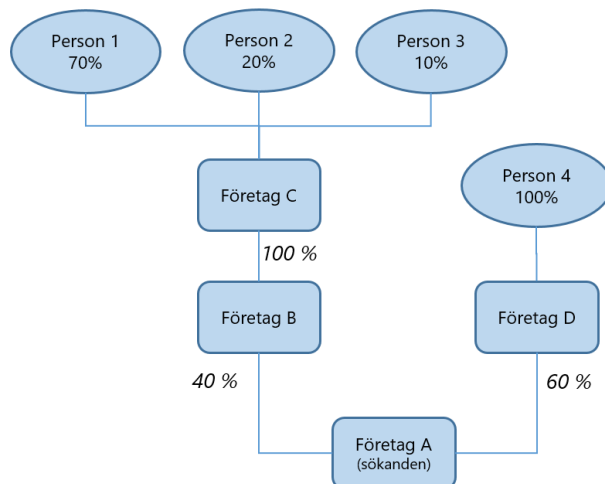 Person 1
70%
Person 2
20%
Person 3
10%
Företag C
Person 4
100%
100 %
Företag B
Företag D
40 %
60 %
Företag A
(sökanden)